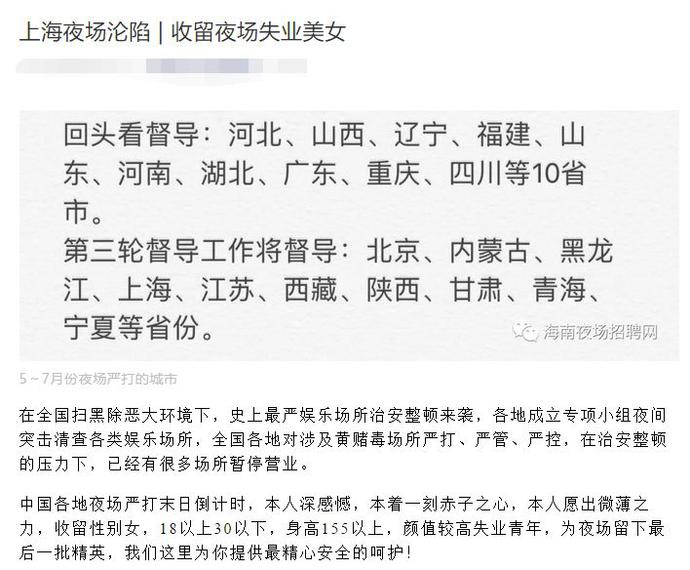 上海夜场沦陷 | 收留夜场失业美女
回头看督导：河北、山西、辽宁、福建、山
东、河南、湖北、广东、重庆、四川等10省
市。
第三轮督导工作将督导：北京、内蒙古、黑龙
江、上海、江苏、西藏、陕西、甘肃、青海、
宁夏等省份。
海南夜场招聘网
5～7月份夜场严打的城市
在全国扫黑除恶大环境下，史上最严娱乐场所治安整顿来袭，各地成立专项小组夜间
突击清查各类娱乐场所，全国各地对涉及黄赌毒场所严打、严管、严控，在治安整顿
的压力下，已经有很多场所暂停营业。
中国各地夜场严打末日倒计时，本人深感憾，本着一刻赤子之心，本人愿出微薄之
力，收留性别女，18以上30以下，身高155以上，颜值较高失业青年，为夜场留下最
后一批精英，我们这里为你提供最精心安全的呵护！